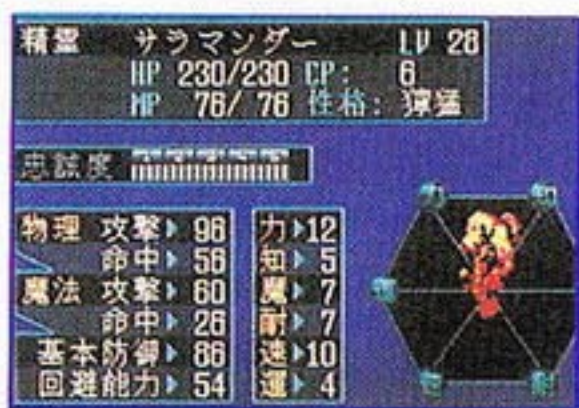 精霊 サラマンダー LV 28
HP 230/230 CP: 6
MP 76/ 76 性格: 獰猛
忠誠度
物理 攻撃▶ 96
命中▶ 56
魔法 攻撃▶ 60
命中▶ 26
基本防御▶ 86
回避能力▶ 54
力▶12
知▶ 5
魔▶ 7
耐▶ 7
速▶10
運▶ 4